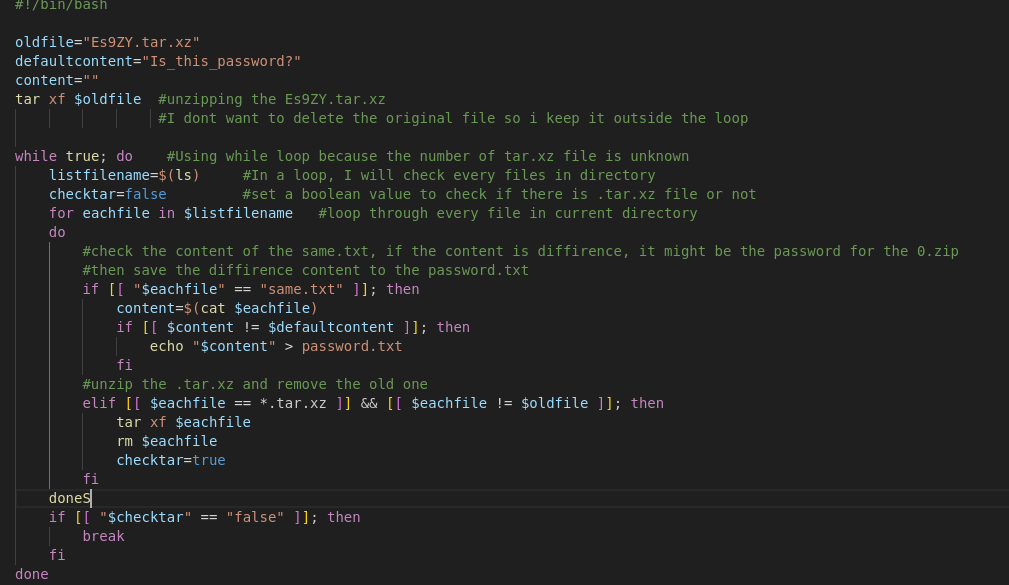 #!/bin/bash
oldfile="Es9ZY.tar.xz"
defaultcontent="Is_this_password?"
content=""
tar xf $oldfile  #unzipping the Es9ZY.tar.xz
                 #I dont want to delete the original file so i keep it outside the loop
while true; do    #Using while loop because the number of tar.xz file is unknown
    listfilename=$(ls)     #In a loop, I will check every files in directory
    checktar=false         #set a boolean value to check if there is .tar.xz file or not
    for eachfile in $listfilename   #loop through every file in current directory
    do
        #check the content of the same.txt, if the content is diffirence, it might be the password for the 0.zip
        #then save the diffirence content to the password.txt
        if [[ "$eachfile" == "same.txt" ]]; then
            content=$(cat $eachfile)
            if [[ $content != $defaultcontent ]]; then
                echo "$content" > password.txt
            fi
        #unzip the .tar.xz and remove the old one
        elif [[ $eachfile == *.tar.xz ]] && [[ $eachfile != $oldfile ]]; then
            tar xf $eachfile
            rm $eachfile
            checktar=true
        fi
    doneS
    if [[ "$checktar" == "false" ]]; then
        break
    fi
done